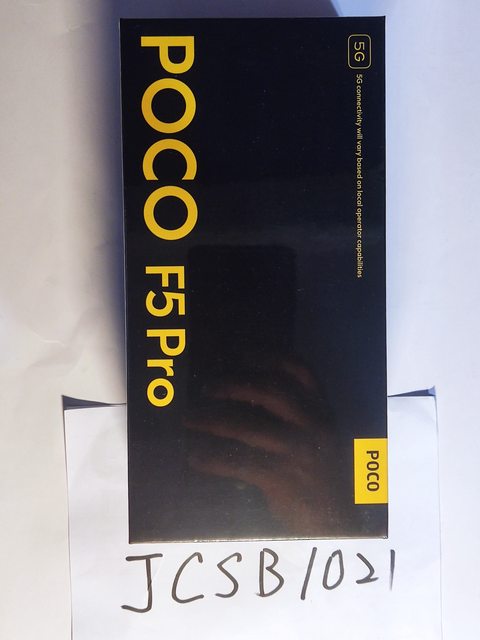 POCO F5 Pro
5G
5G connectivity will vary based on local operator capabilities
POCO
JCSB1021